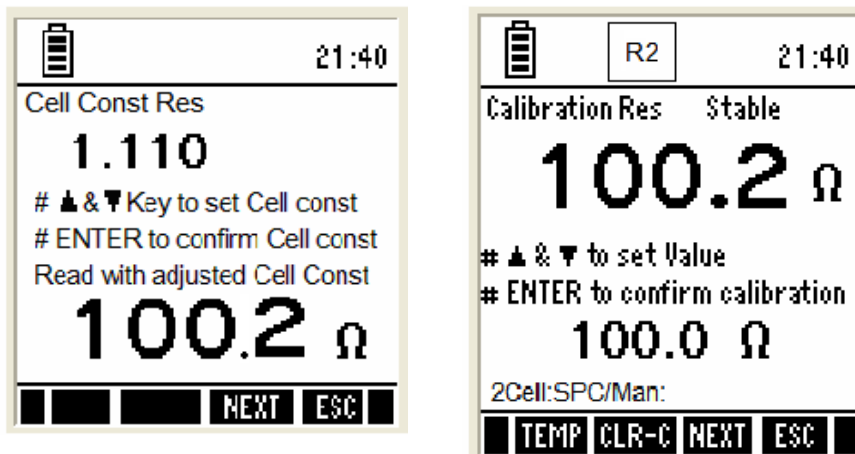 21:40
Cell Const Res
1.110
# ▲ & ▼ Key to set Cell const
# ENTER to confirm Cell const
Read with adjusted Cell Const
100.2 Ω
NEXT ESC
R2 21:40
Calibration Res Stable
100.2 Ω
# ▲ & ▼ to set Value
# ENTER to confirm calibration
100.0 Ω
2Cell:SPC/Man:
TEMP CLR-C NEXT ESC